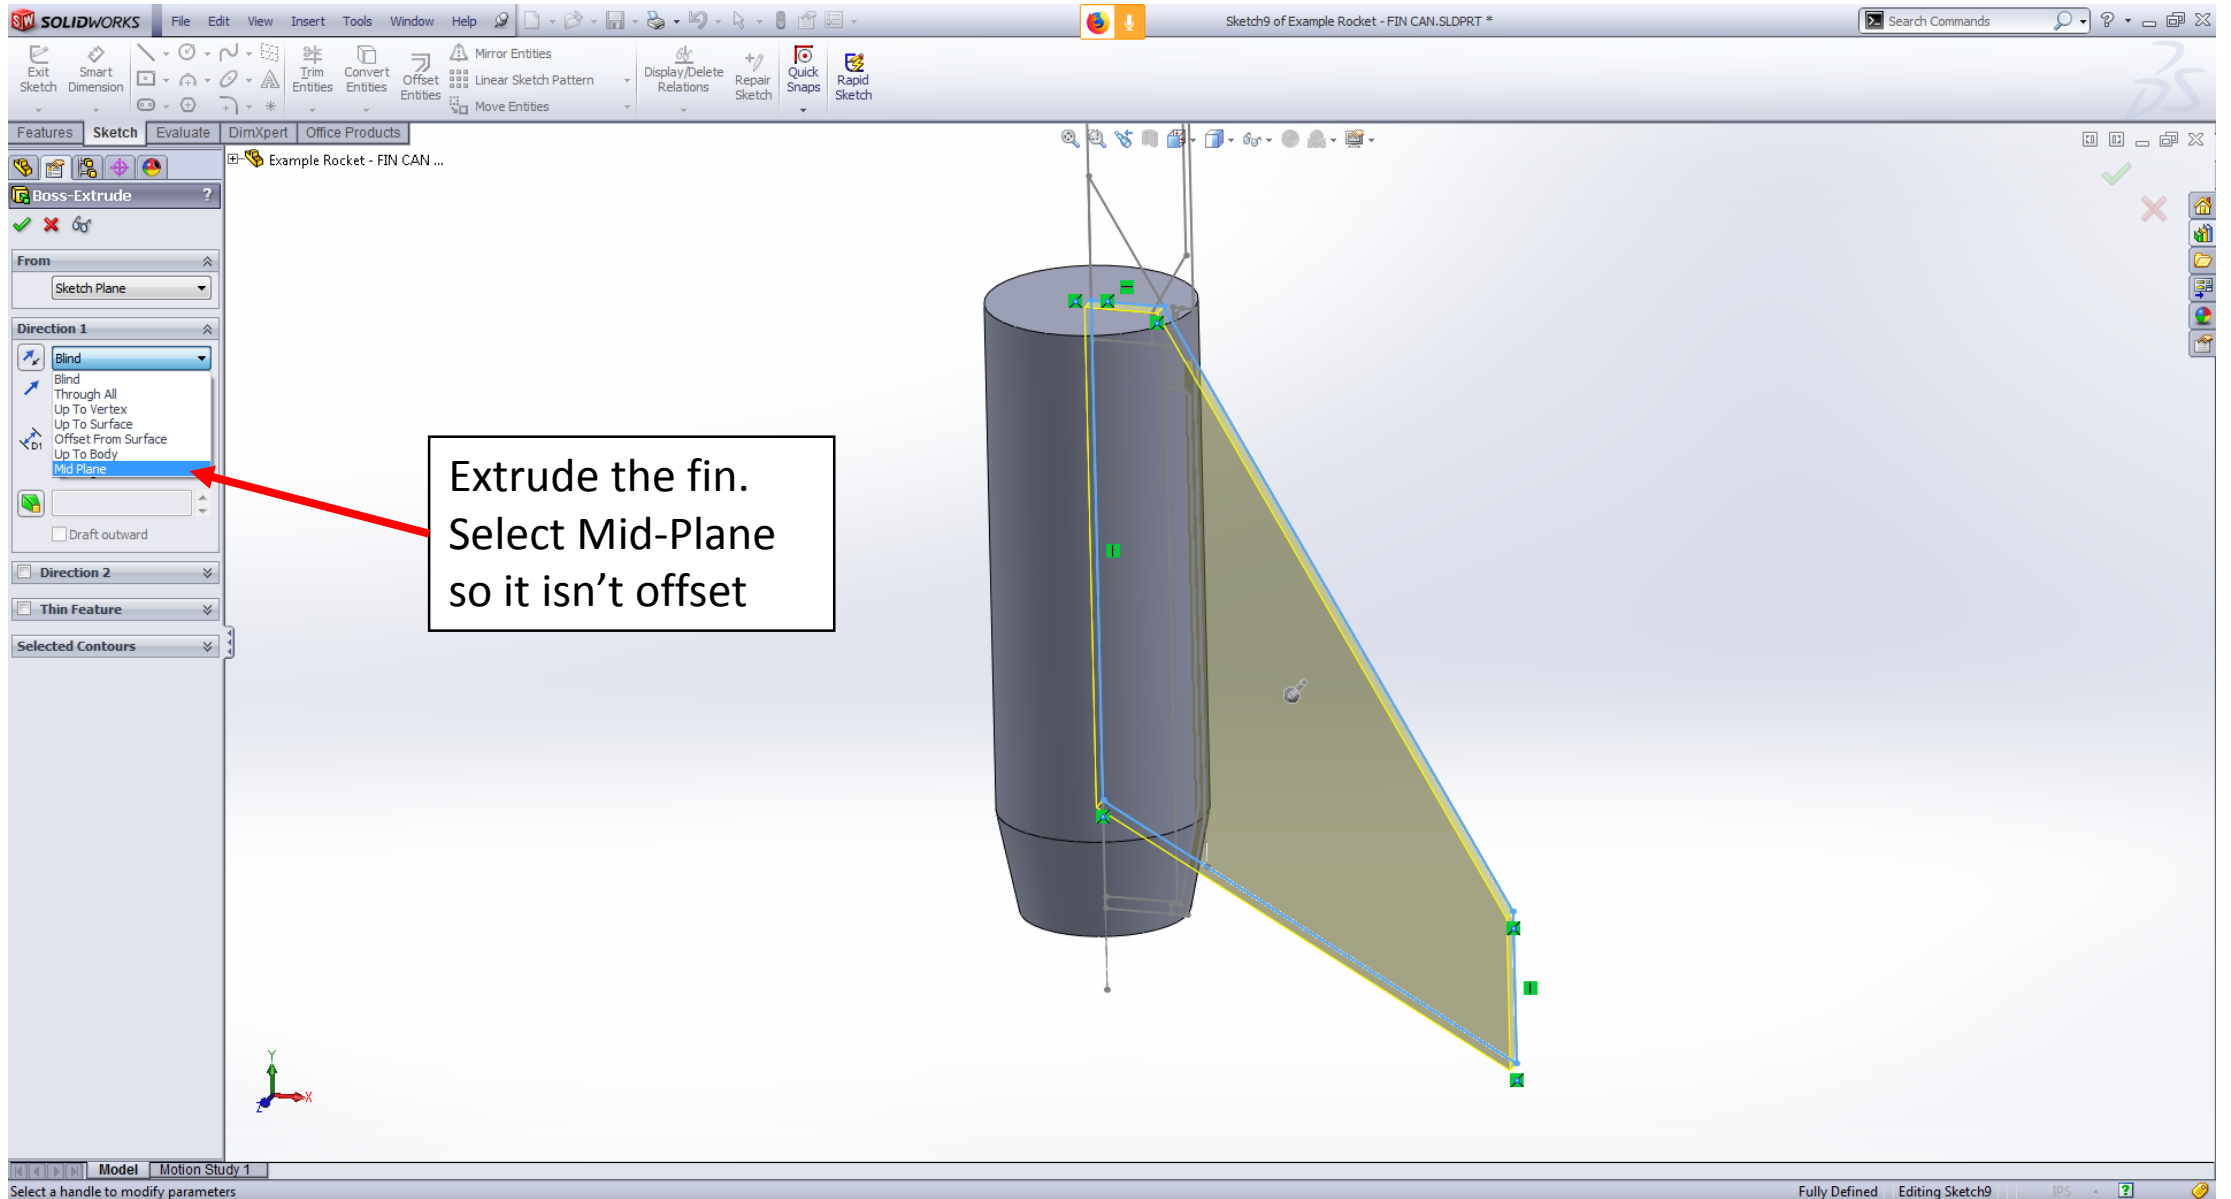 SOLIDWORKS File Edit View Insert Tools Window Help Sketch9 of Example Rocket - FIN CAN.SLDPRT * Search Commands
Exit Sketch Smart Dimension Trim Entities Convert Entities Offset Entities Mirror Entities Linear Sketch Pattern Move Entities Display/Delete Relations Repair Sketch Quick Snaps Rapid Sketch
Features Sketch Evaluate DimXpert Office Products
Example Rocket - FIN CAN ...
Boss-Extrude ?
From
Sketch Plane
Direction 1
Blind
Blind
Through All
Up To Vertex
Up To Surface
Offset From Surface
Up To Body
Mid Plane
D1
Draft outward
Direction 2
Thin Feature
Selected Contours
Extrude the fin.
Select Mid-Plane
so it isn't offset
Y
X
Z
Model Motion Study 1
Select a handle to modify parameters Fully Defined Editing Sketch9 IPS